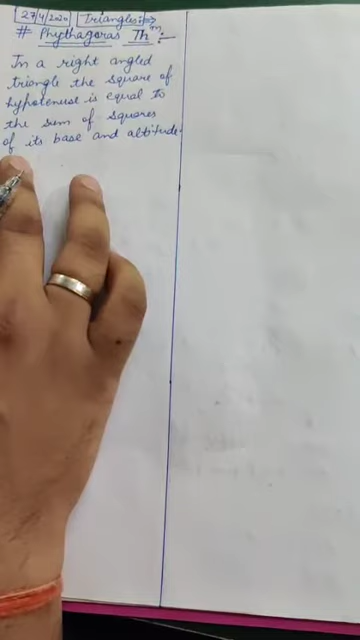 27/4/2020 Triangles
# Phythagoras Thm:-
In a right angled
triangle the square of
hypotenuse is equal to
the sum of squares
of its base and altitude.